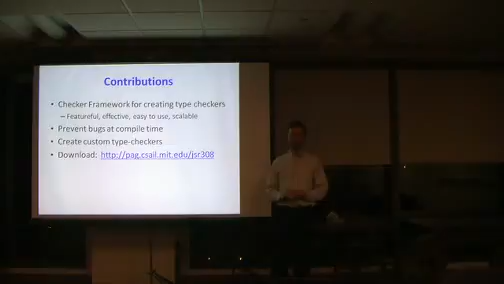 Contributions
• Checker Framework for creating type checkers
– Featureful, effective, easy to use, scalable
• Prevent bugs at compile time
• Create custom type-checkers
• Download: http://pag.csail.mit.edu/jsr308